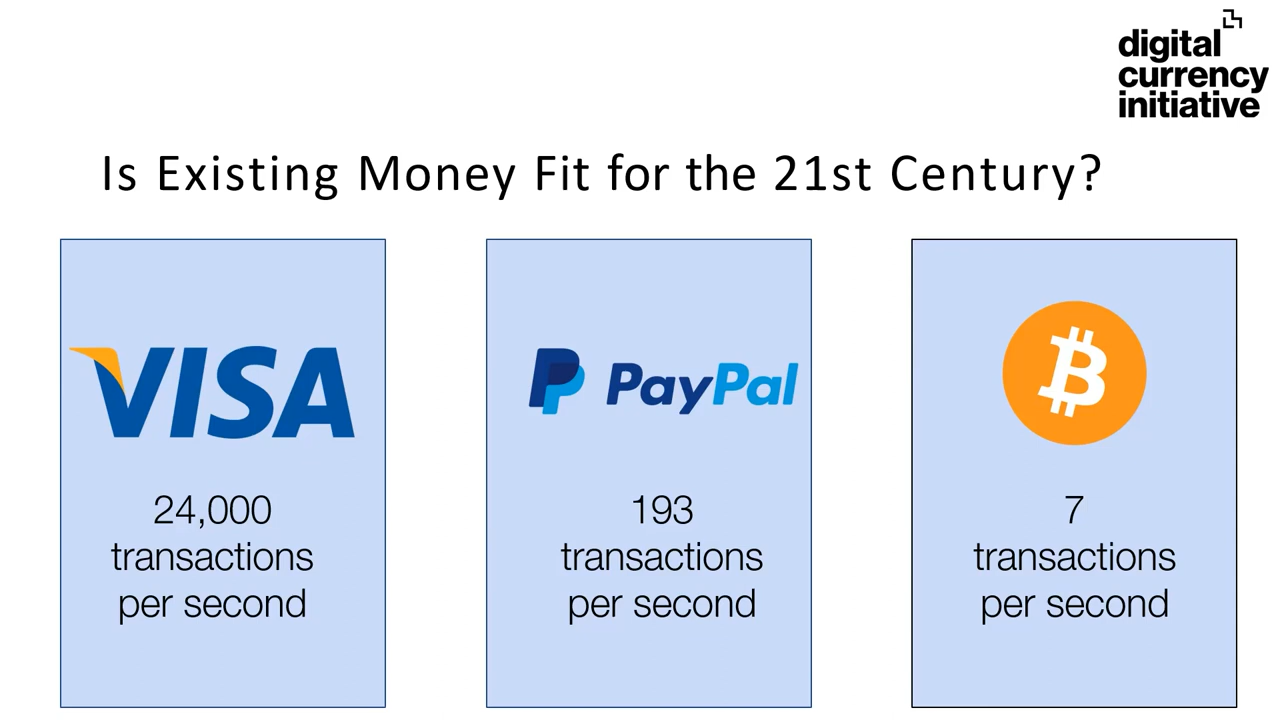 digital
currency
initiative
Is Existing Money Fit for the 21st Century?
VISA
24,000
transactions
per second
PayPal
193
transactions
per second
7
transactions
per second